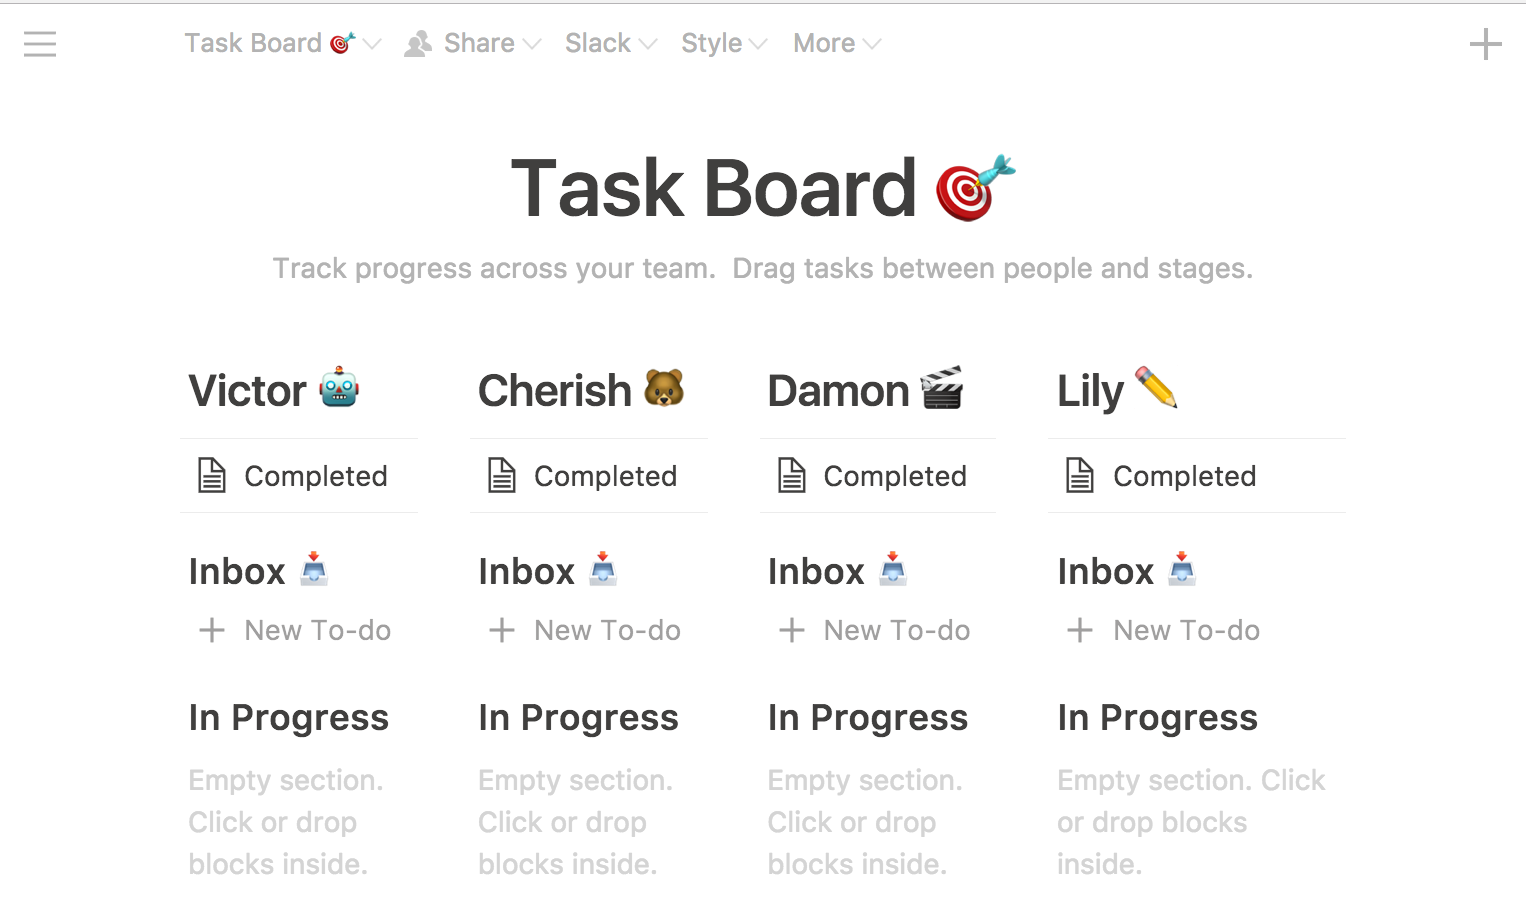 Task Board 🎯 Share Slack Style More
Task Board 🎯
Track progress across your team.  Drag tasks between people and stages.
Victor 🤖 Cherish 🐻 Damon 🎬 Lily ✏️
Completed Completed Completed Completed
Inbox 📥 Inbox 📥 Inbox 📥 Inbox 📥
+ New To-do + New To-do + New To-do + New To-do
In Progress In Progress In Progress In Progress
Empty section. Empty section. Empty section. Empty section. Click
Click or drop Click or drop Click or drop or drop blocks
blocks inside. blocks inside. blocks inside. inside.